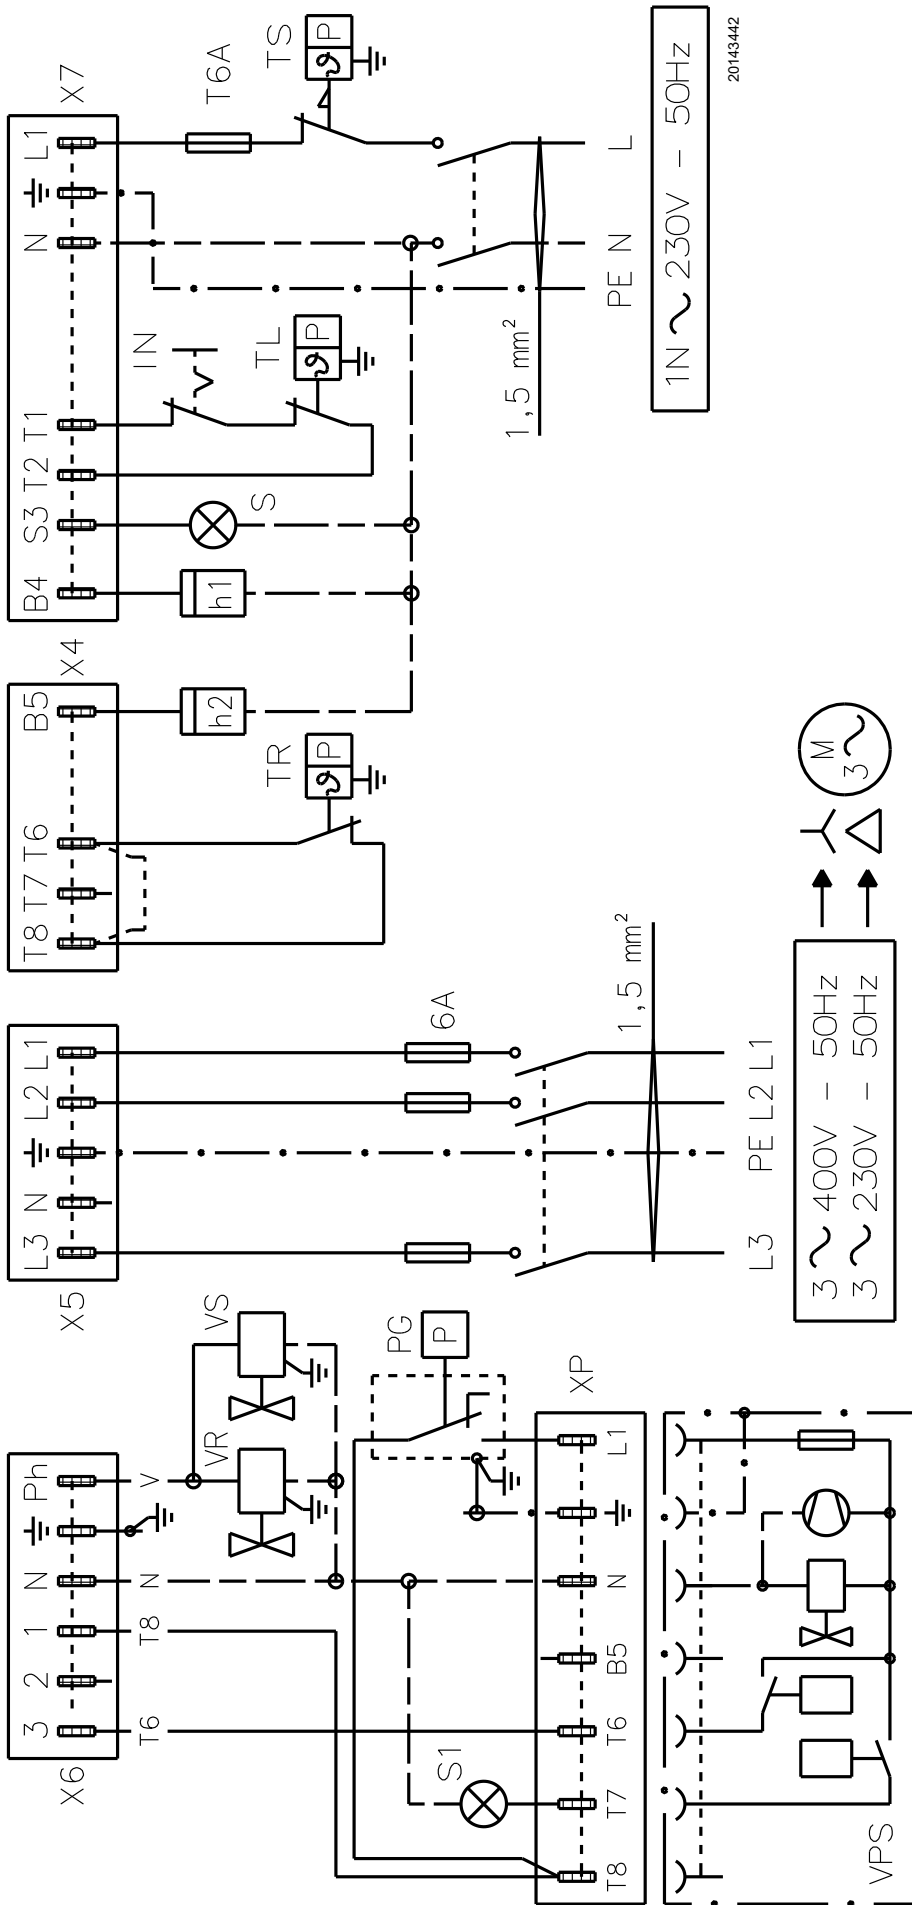 X7
L1
N
T1
T2
S3
B4
T6A
TS
P
IN
TL
P
S
h1
L
N
PE
1,5 mm²
1N ~ 230V - 50Hz
20143442
X4
B5
T6
T7
T8
h2
TR
P
X5
L1
L2
N
L3
6A
1,5 mm²
L1
L2
PE
L3
3 ~ 400V - 50Hz
3 ~ 230V - 50Hz
M
3 ~
X6
Ph
N
1
2
3
V
N
T8
T6
VS
VR
PG
P
S1
XP
L1
N
B5
T6
T7
T8
VPS